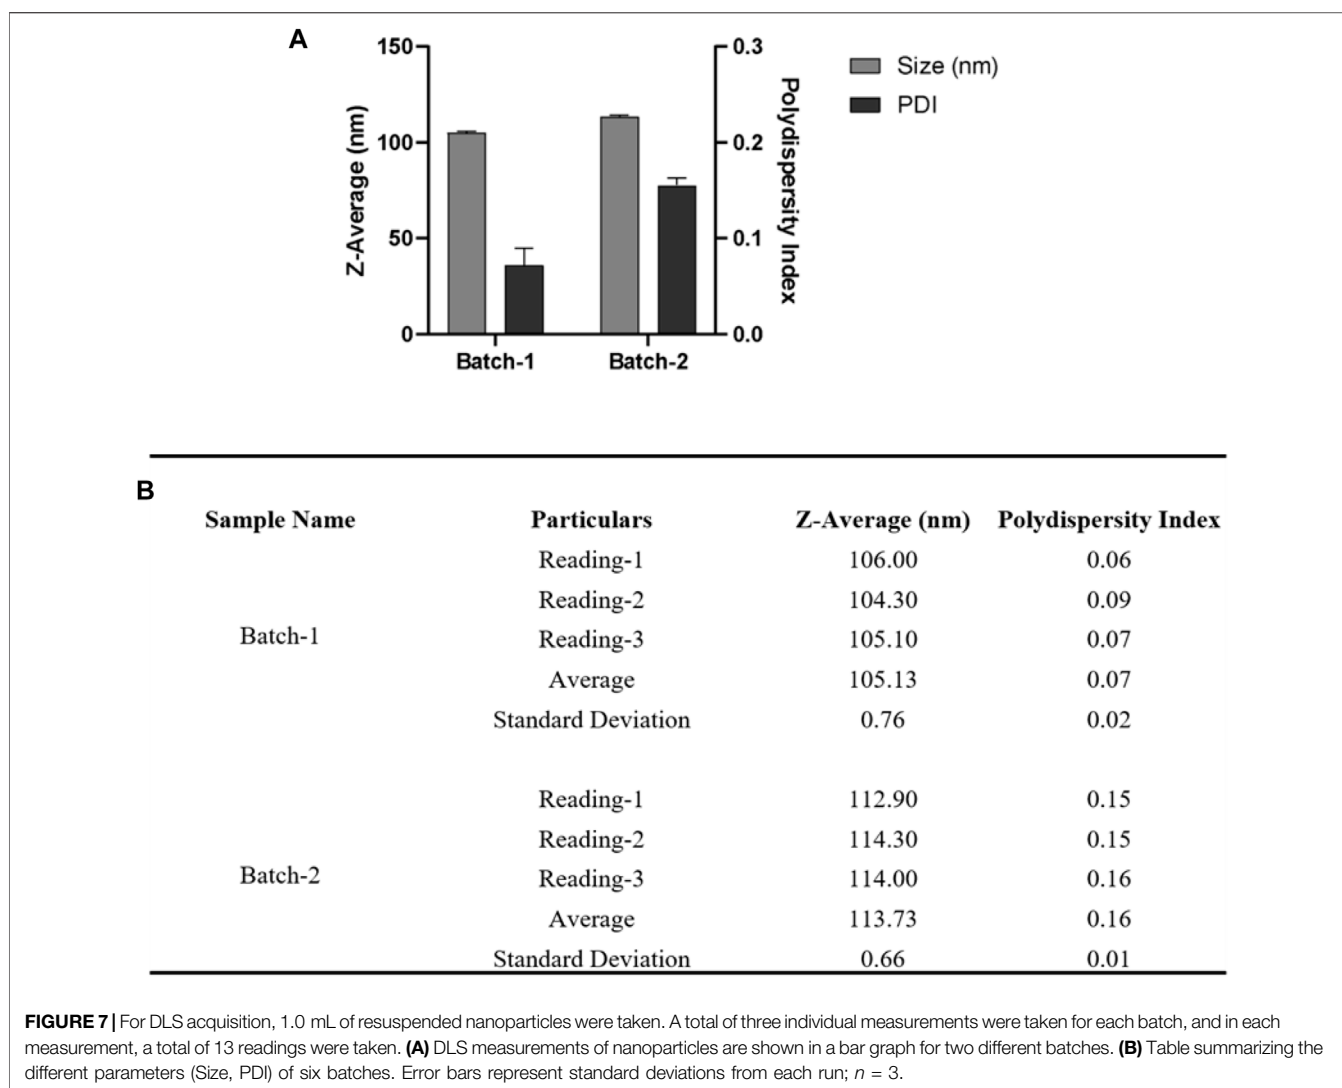 A
150
100
50
0
Z-Average (nm)
0.3
0.2
0.1
0.0
Polydispersity Index
Size (nm)
PDI
Batch-1 Batch-2
B
Sample Name Particulars Z-Average (nm) Polydispersity Index
Reading-1 106.00 0.06
Reading-2 104.30 0.09
Batch-1 Reading-3 105.10 0.07
Average 105.13 0.07
Standard Deviation 0.76 0.02
Reading-1 112.90 0.15
Reading-2 114.30 0.15
Batch-2 Reading-3 114.00 0.16
Average 113.73 0.16
Standard Deviation 0.66 0.01
FIGURE 7 | For DLS acquisition, 1.0 mL of resuspended nanoparticles were taken. A total of three individual measurements were taken for each batch, and in each
measurement, a total of 13 readings were taken. (A) DLS measurements of nanoparticles are shown in a bar graph for two different batches. (B) Table summarizing the
different parameters (Size, PDI) of six batches. Error bars represent standard deviations from each run; n = 3.